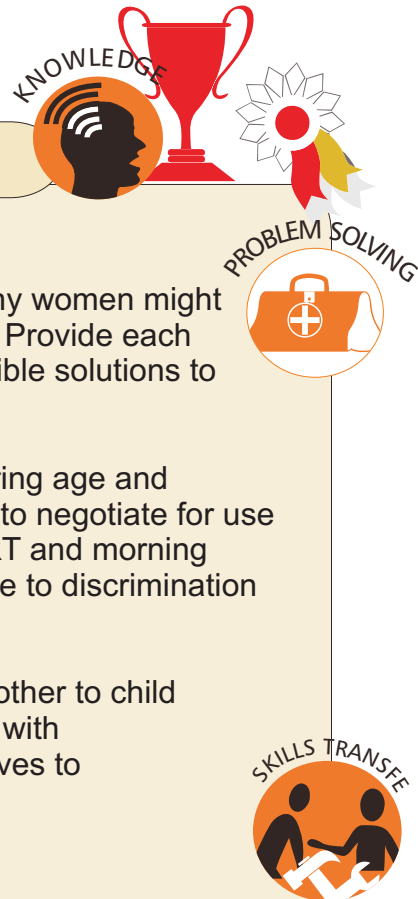 KNOWLEDGE
PROBLEM SOLVING
ny women might
Provide each
ible solutions to
ring age and
to negotiate for use
T and morning
e to discrimination
other to child
with
ves to
SKILLS TRANSFE